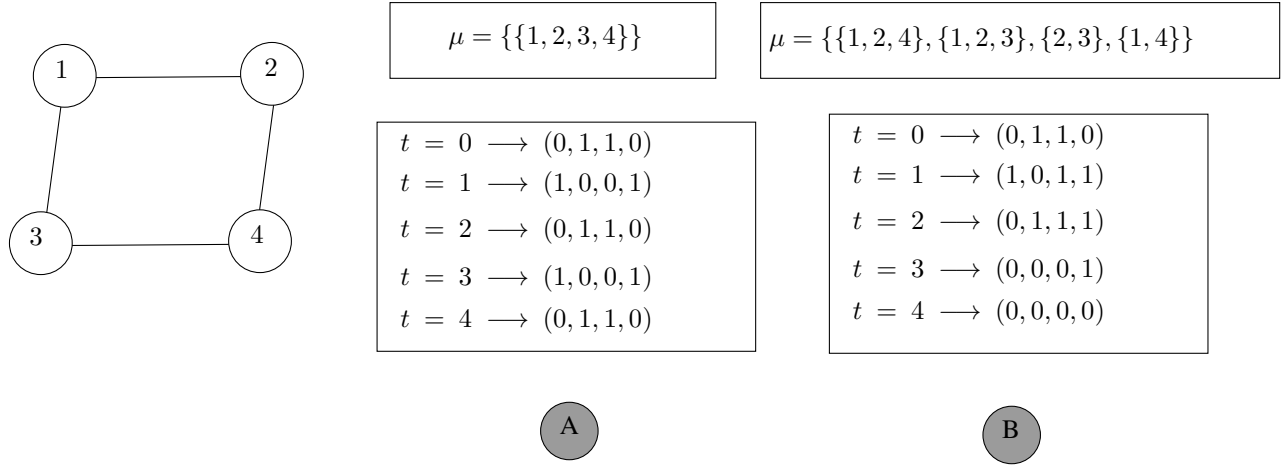 1
2
3
4
μ = {{1, 2, 3, 4}}
t = 0 ⟶ (0, 1, 1, 0)
t = 1 ⟶ (1, 0, 0, 1)
t = 2 ⟶ (0, 1, 1, 0)
t = 3 ⟶ (1, 0, 0, 1)
t = 4 ⟶ (0, 1, 1, 0)
A
μ = {{1, 2, 4}, {1, 2, 3}, {2, 3}, {1, 4}}
t = 0 ⟶ (0, 1, 1, 0)
t = 1 ⟶ (1, 0, 1, 1)
t = 2 ⟶ (0, 1, 1, 1)
t = 3 ⟶ (0, 0, 0, 1)
t = 4 ⟶ (0, 0, 0, 0)
B